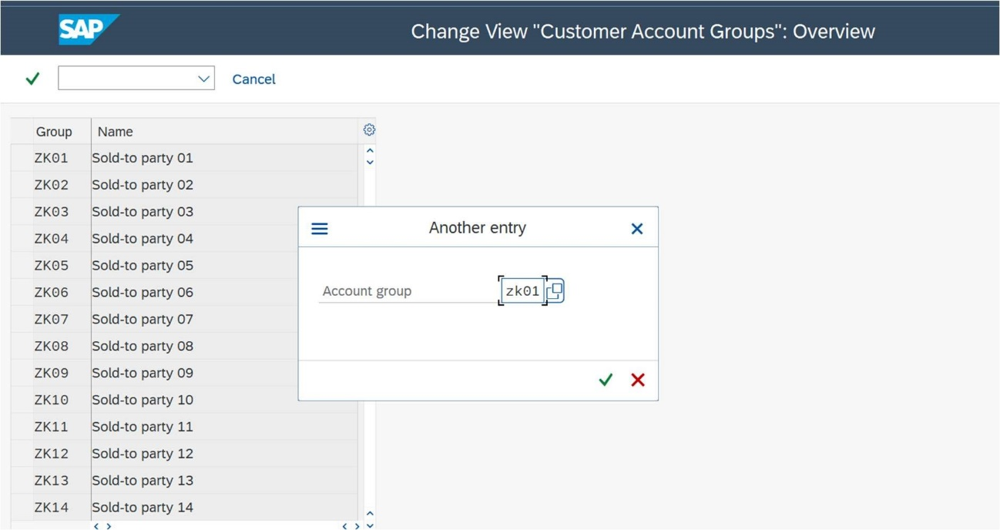 SAP
Change View "Customer Account Groups": Overview
Cancel
Group Name
ZK01 Sold-to party 01
ZK02 Sold-to party 02
ZK03 Sold-to party 03
ZK04 Sold-to party 04
ZK05 Sold-to party 05
ZK06 Sold-to party 06
ZK07 Sold-to party 07
ZK08 Sold-to party 08
ZK09 Sold-to party 09
ZK10 Sold-to party 10
ZK11 Sold-to party 11
ZK12 Sold-to party 12
ZK13 Sold-to party 13
ZK14 Sold-to party 14
Another entry
Account group zk01